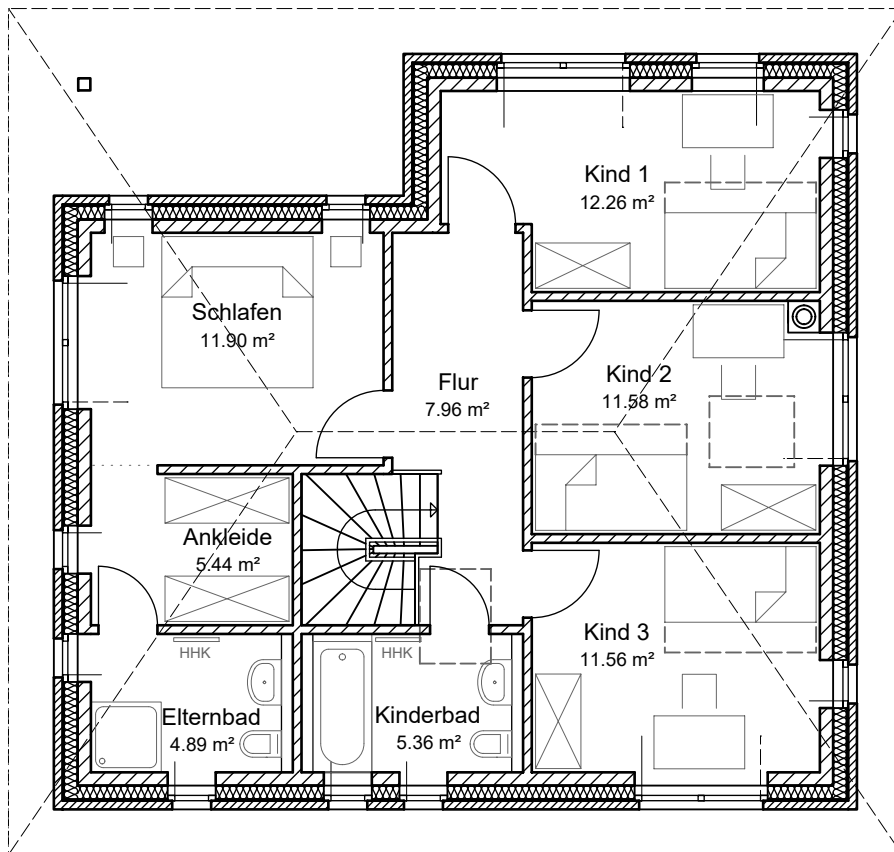 Kind 1
12.26 m²
Schlafen
11.90 m²
Flur
7.96 m²
Kind 2
11.58 m²
Ankleide
5.44 m²
Kind 3
11.56 m²
HHK
HHK
Elternbad
4.89 m²
Kinderbad
5.36 m²